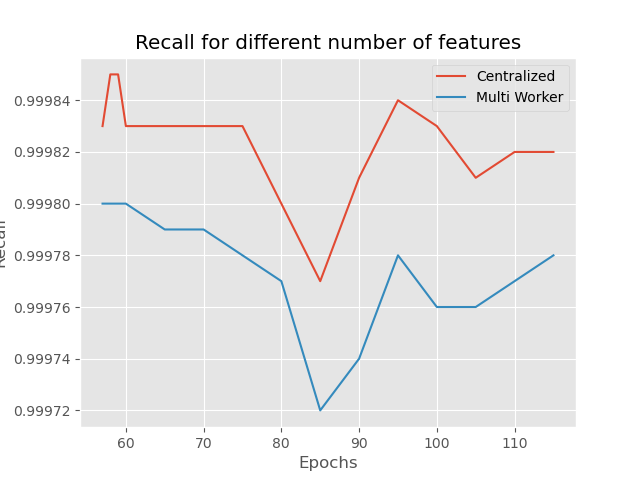 Recall for different number of features
Centralized
Multi Worker
0.99984
0.99982
0.99980
0.99978
0.99976
0.99974
0.99972
Recall
60 70 80 90 100 110
Epochs